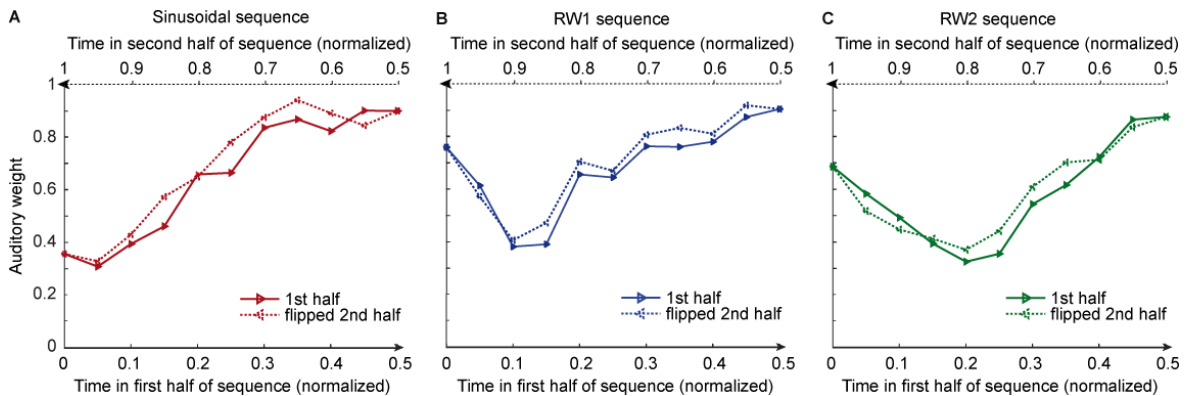 A
Sinusoidal sequence
Time in second half of sequence (normalized)
1 0.9 0.8 0.7 0.6 0.5
1
0.8
0.6
0.4
0.2
0
Auditory weight
1st half
flipped 2nd half
0 0.1 0.2 0.3 0.4 0.5
Time in first half of sequence (normalized)
B
RW1 sequence
Time in second half of sequence (normalized)
1 0.9 0.8 0.7 0.6 0.5
1st half
flipped 2nd half
0 0.1 0.2 0.3 0.4 0.5
Time in first half of sequence (normalized)
C
RW2 sequence
Time in second half of sequence (normalized)
1 0.9 0.8 0.7 0.6 0.5
1st half
flipped 2nd half
0 0.1 0.2 0.3 0.4 0.5
Time in first half of sequence (normalized)